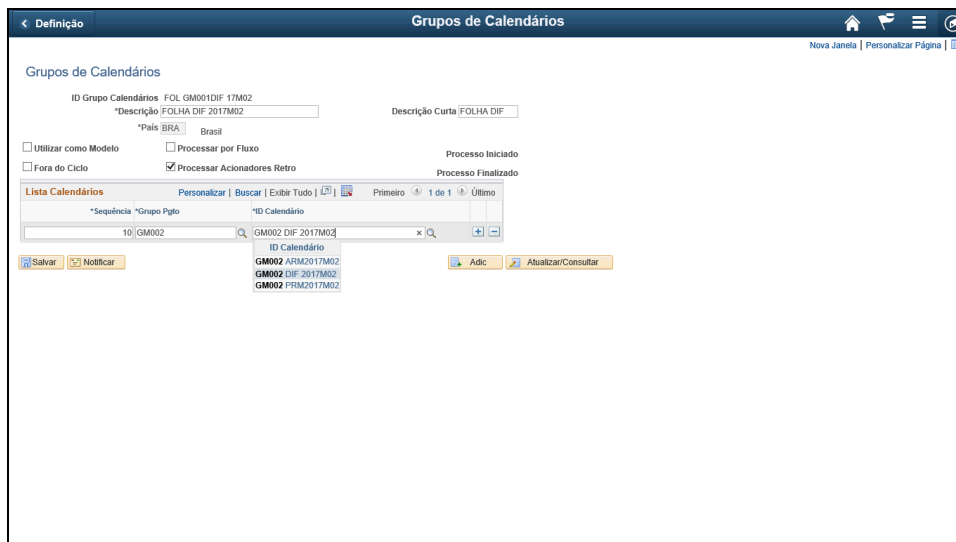 Definição
Grupos de Calendários
Nova Janela | Personalizar Página |
Grupos de Calendários
ID Grupo Calendários FOL GM001DIF 17M02
*Descrição FOLHA DIF 2017M02 Descrição Curta FOLHA DIF
*País BRA Brasil
Utilizar como Modelo Processar por Fluxo Processo Iniciado
Fora do Ciclo Processar Acionadores Retro Processo Finalizado
Lista Calendários Personalizar | Buscar | Exibir Tudo | | Primeiro 1 de 1 Último
*Sequência *Grupo Pgto *ID Calendário
10 GM002 GM002 DIF 2017M02 × + −
ID Calendário
GM002 ARM2017M02
GM002 DIF 2017M02
GM002 PRM2017M02
Salvar Notificar Adic Atualizar/Consultar